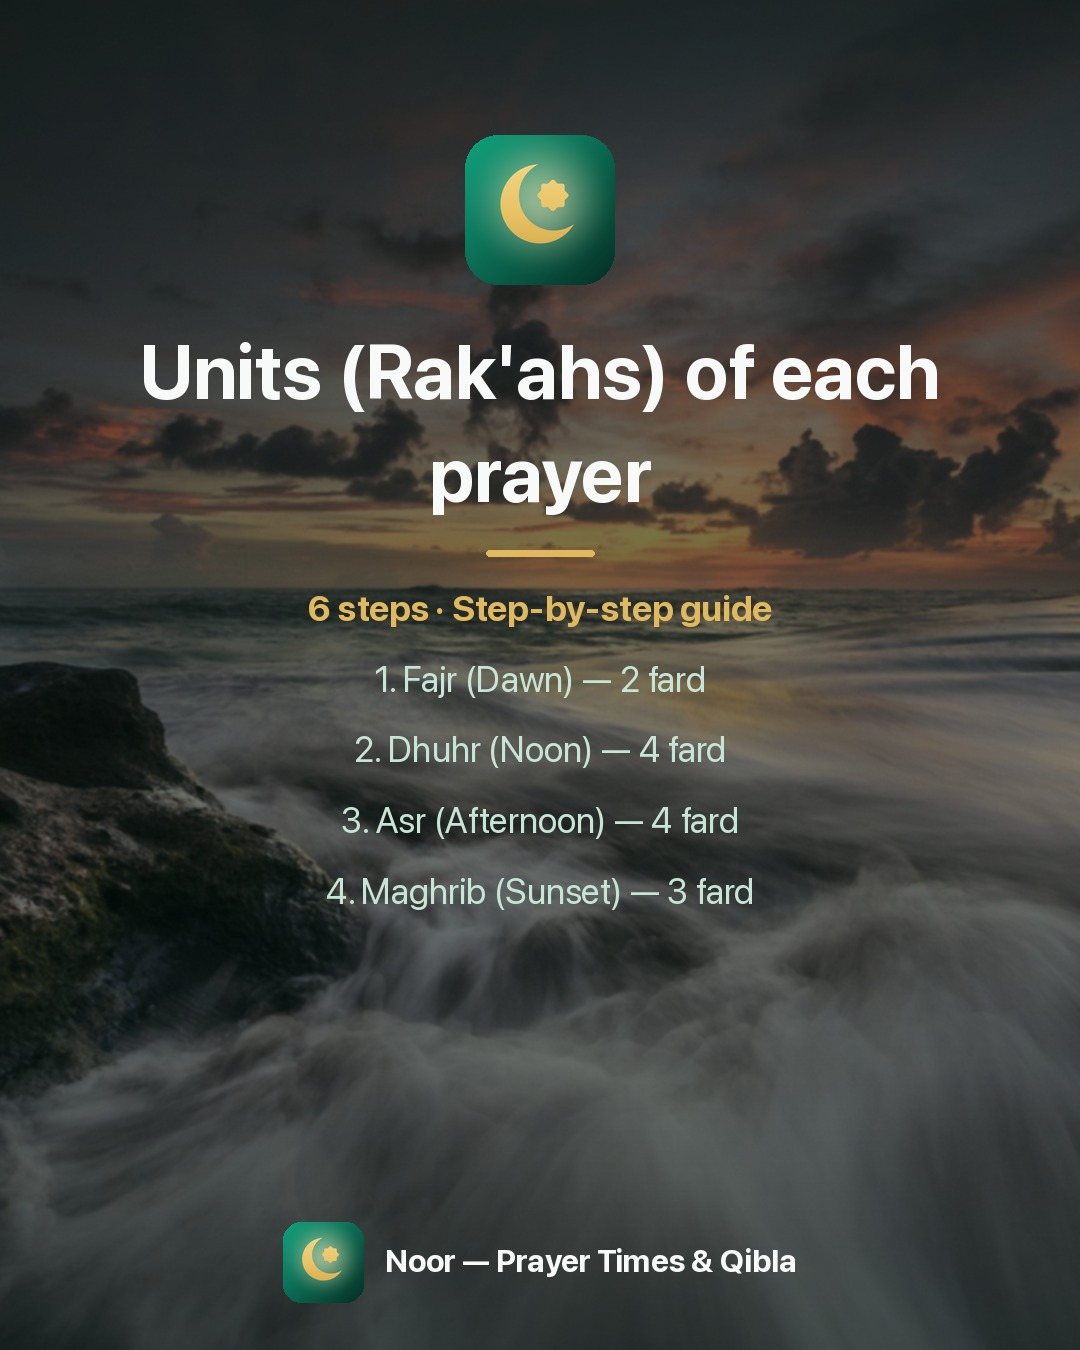 Units (Rak'ahs) of each
prayer
6 steps · Step-by-step guide
1. Fajr (Dawn) — 2 fard
2. Dhuhr (Noon) — 4 fard
3. Asr (Afternoon) — 4 fard
4. Maghrib (Sunset) — 3 fard
Noor — Prayer Times & Qibla